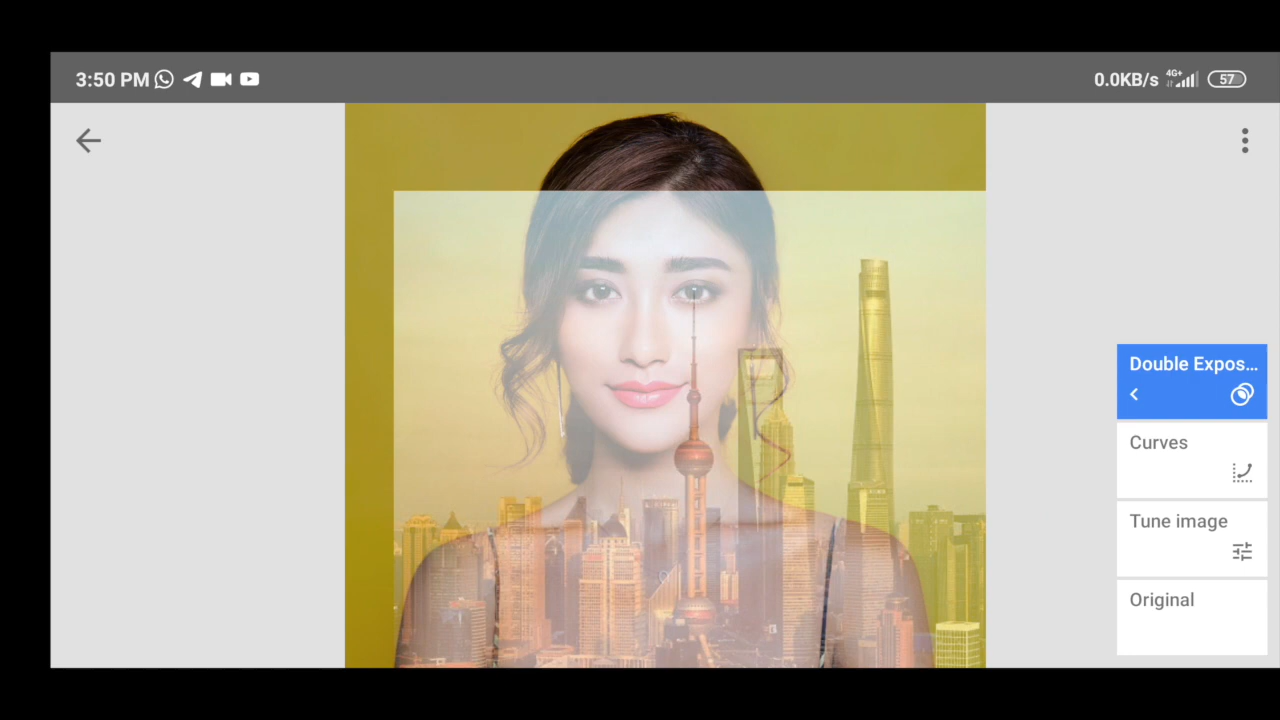 3:50 PM
0.0KB/s 4G+ 57
Double Expos...
Curves
Tune image
Original